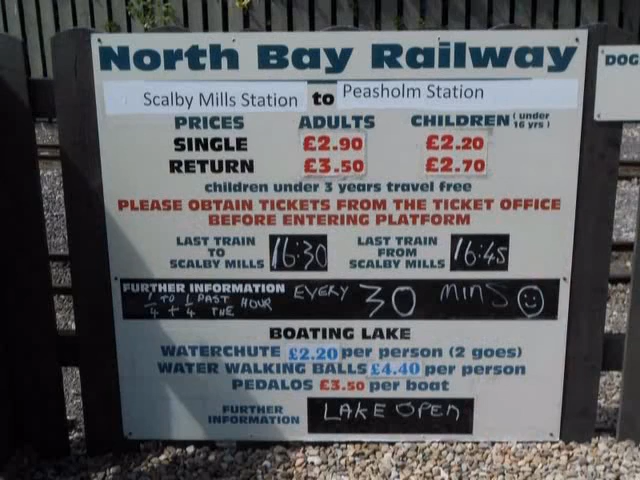 North Bay Railway
DOG
Scalby Mills Station to Peasholm Station
PRICES ADULTS CHILDREN (under 16 yrs)
SINGLE £2.90 £2.20
RETURN £3.50 £2.70
children under 3 years travel free
PLEASE OBTAIN TICKETS FROM THE TICKET OFFICE
BEFORE ENTERING PLATFORM
LAST TRAIN TO SCALBY MILLS 16:30
LAST TRAIN FROM SCALBY MILLS 16:45
FURTHER INFORMATION EVERY 30 MINS
1/4 TO + 1/4 PAST THE HOUR
BOATING LAKE
WATERCHUTE £2.20 per person (2 goes)
WATER WALKING BALLS £4.40 per person
PEDALOS £3.50 per boat
FURTHER INFORMATION LAKE OPEN